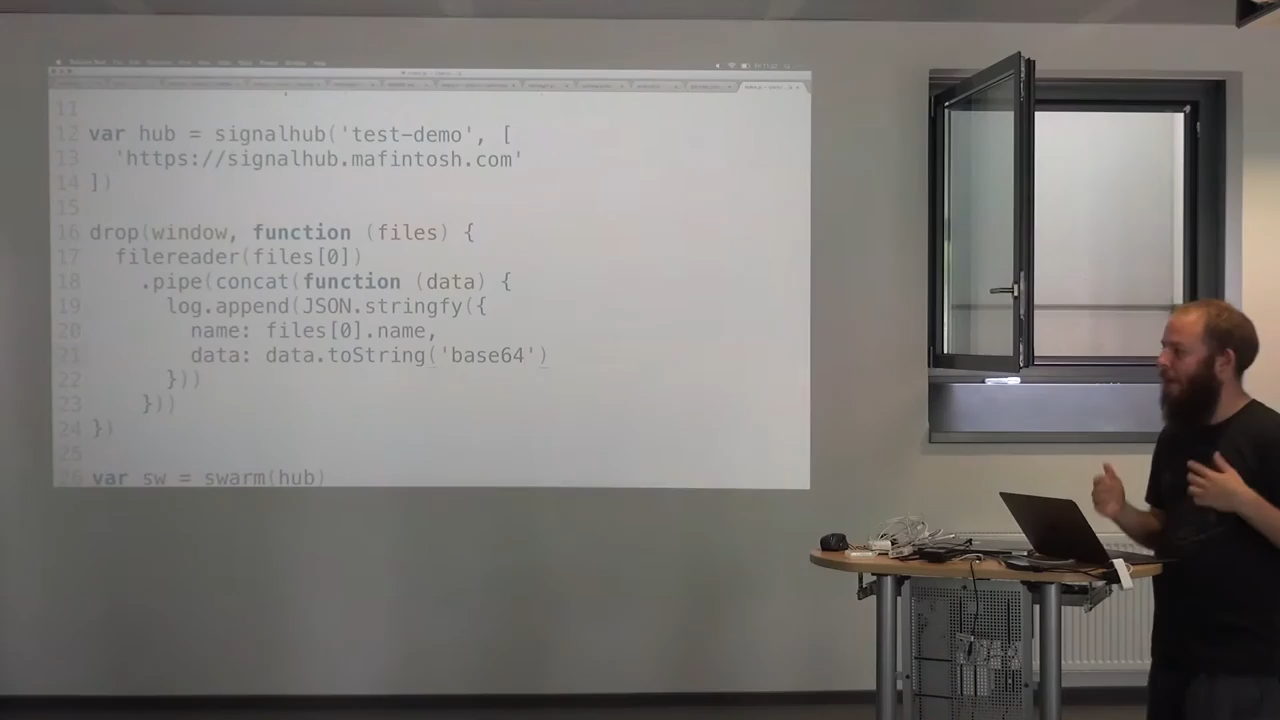 11
12 var hub = signalhub('test-demo', [
13 'https://signalhub.mafintosh.com'
14 ])
15
16 drop(window, function (files) {
17 filereader(files[0])
18 .pipe(concat(function (data) {
19 log.append(JSON.stringfy({
20 name: files[0].name,
21 data: data.toString('base64')
22 }))
23 }))
24 })
25
26 var sw = swarm(hub)